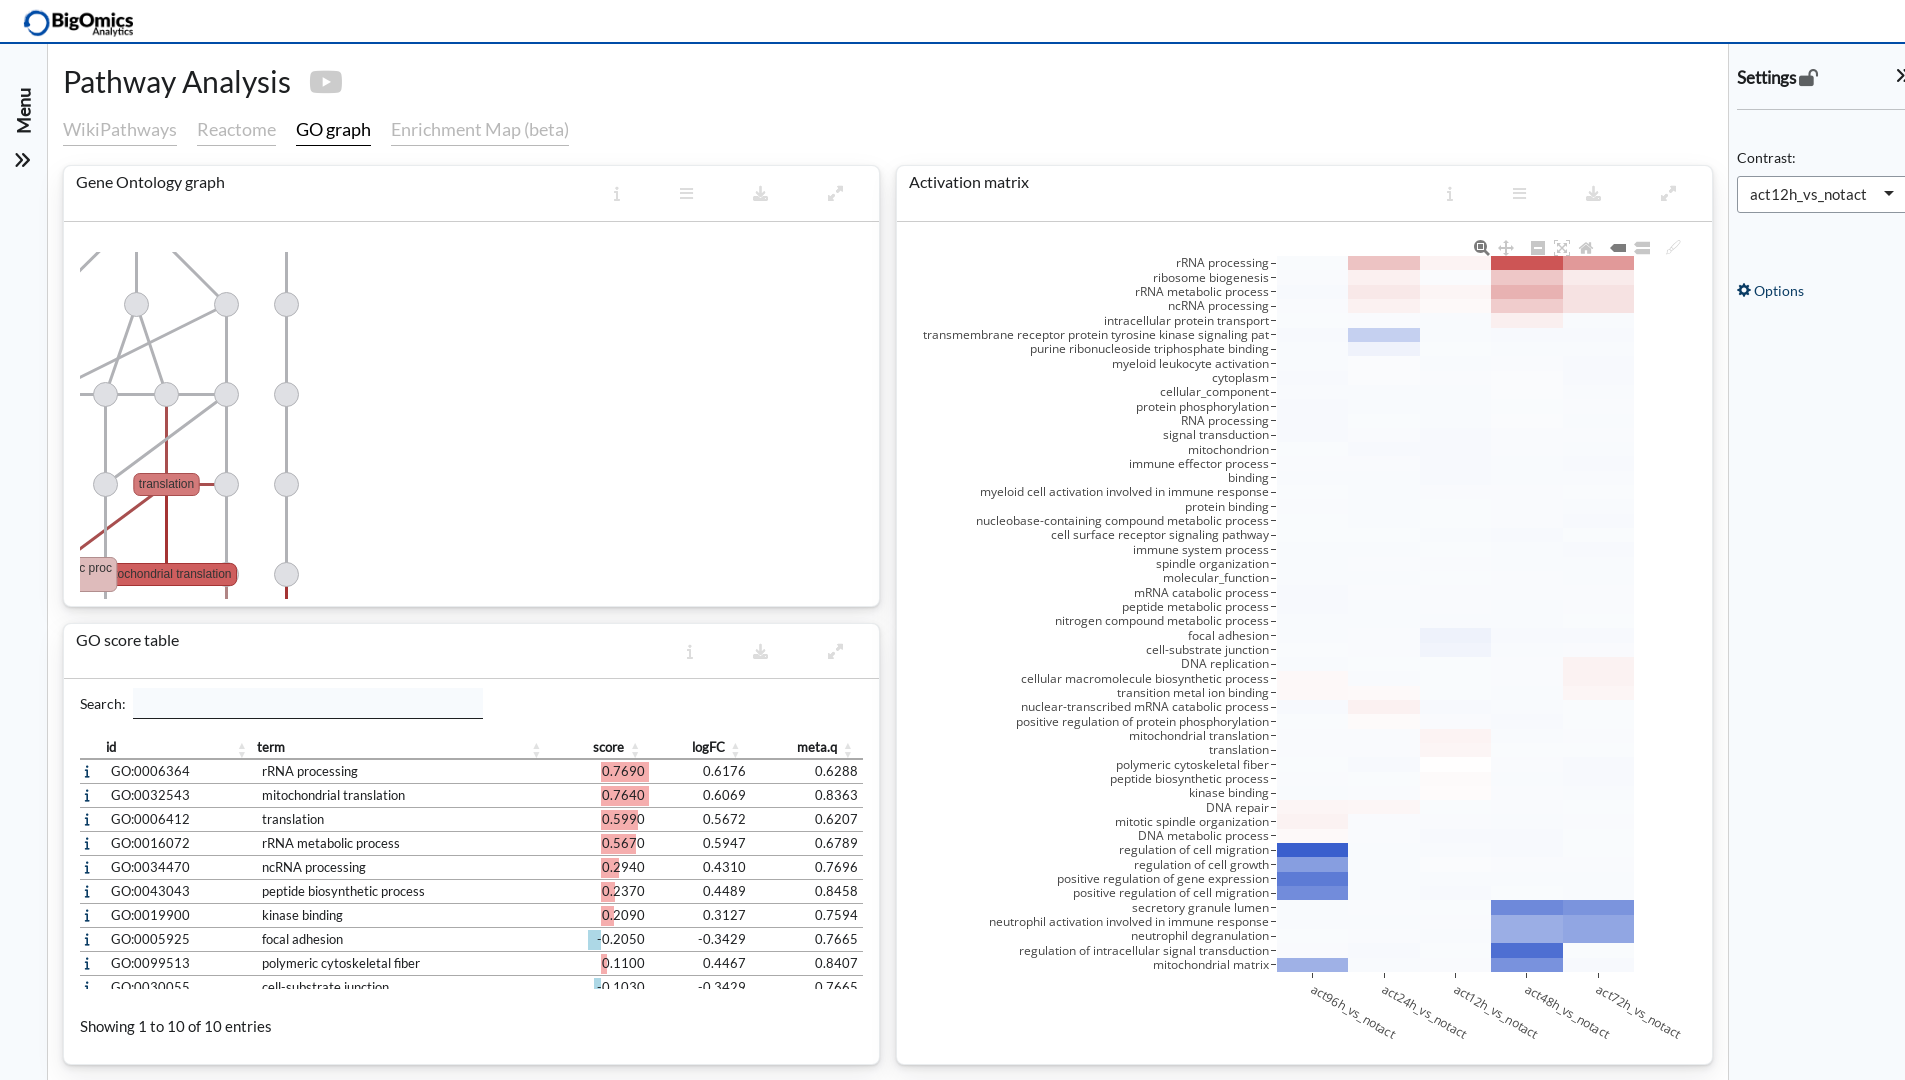 BigOmics
Analytics
Menu
Pathway Analysis
WikiPathways Reactome GO graph Enrichment Map (beta)
Gene Ontology graph
translation
c proc
ochondrial translation
GO score table
Search:
id term score logFC meta.q
GO:0006364 rRNA processing 0.7690 0.6176 0.6288
GO:0032543 mitochondrial translation 0.7640 0.6069 0.8363
GO:0006412 translation 0.5990 0.5672 0.6207
GO:0016072 rRNA metabolic process 0.5670 0.5947 0.6789
GO:0034470 ncRNA processing 0.2940 0.4310 0.7696
GO:0043043 peptide biosynthetic process 0.2370 0.4489 0.8458
GO:0019900 kinase binding 0.2090 0.3127 0.7594
GO:0005925 focal adhesion -0.2050 -0.3429 0.7665
GO:0099513 polymeric cytoskeletal fiber 0.1100 0.4467 0.8407
GO:0030055 cell-substrate junction -0.1030 -0.3429 0.7665
Showing 1 to 10 of 10 entries
Activation matrix
rRNA processing
ribosome biogenesis
rRNA metabolic process
ncRNA processing
intracellular protein transport
transmembrane receptor protein tyrosine kinase signaling pat
purine ribonucleoside triphosphate binding
myeloid leukocyte activation
cytoplasm
cellular_component
protein phosphorylation
RNA processing
signal transduction
mitochondrion
immune effector process
binding
myeloid cell activation involved in immune response
protein binding
nucleobase-containing compound metabolic process
cell surface receptor signaling pathway
immune system process
spindle organization
molecular_function
mRNA catabolic process
peptide metabolic process
nitrogen compound metabolic process
focal adhesion
cell-substrate junction
DNA replication
cellular macromolecule biosynthetic process
transition metal ion binding
nuclear-transcribed mRNA catabolic process
positive regulation of protein phosphorylation
mitochondrial translation
translation
polymeric cytoskeletal fiber
peptide biosynthetic process
kinase binding
DNA repair
mitotic spindle organization
DNA metabolic process
regulation of cell migration
regulation of cell growth
positive regulation of gene expression
positive regulation of cell migration
secretory granule lumen
neutrophil activation involved in immune response
neutrophil degranulation
regulation of intracellular signal transduction
mitochondrial matrix
act96h_vs_notact
act24h_vs_notact
act12h_vs_notact
act48h_vs_notact
act72h_vs_notact
Settings
Contrast:
act12h_vs_notact
Options